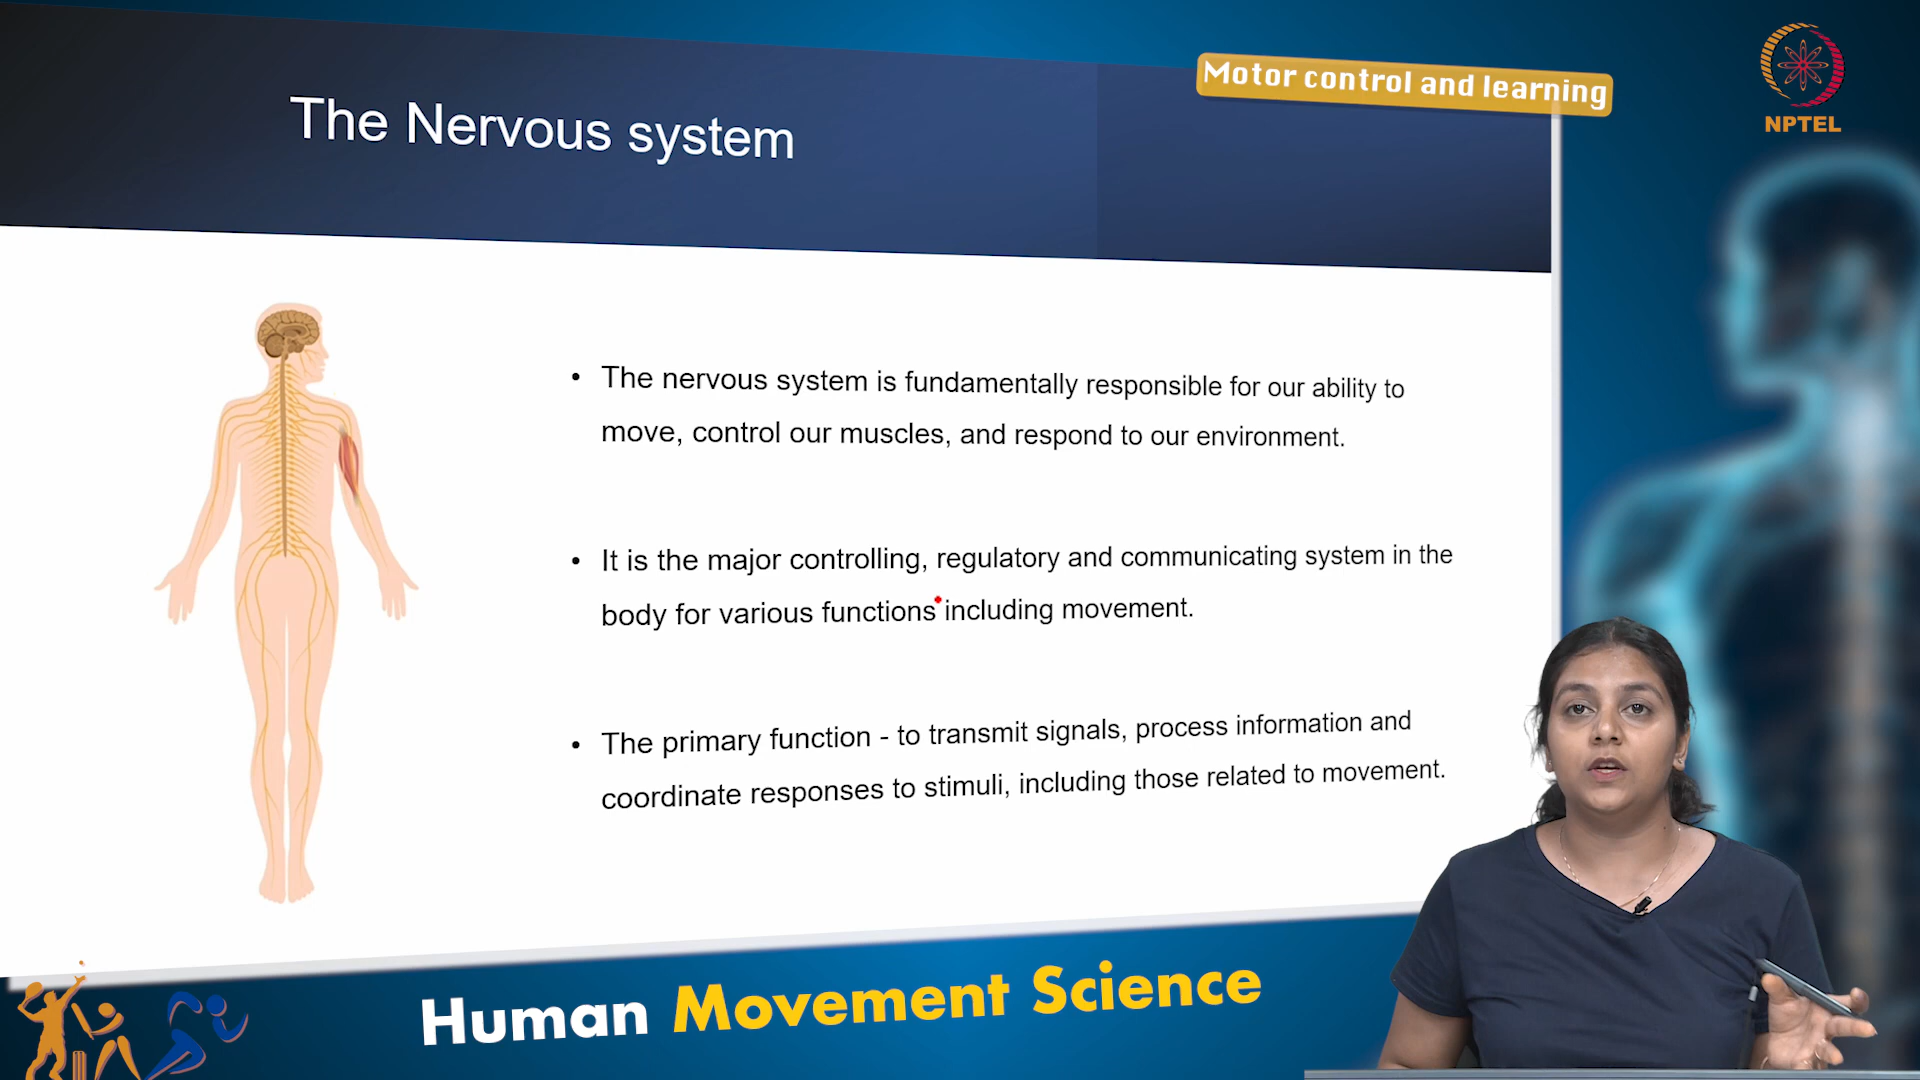 Motor control and learning
NPTEL
The Nervous system
• The nervous system is fundamentally responsible for our ability to
move, control our muscles, and respond to our environment.
• It is the major controlling, regulatory and communicating system in the
body for various functions including movement.
• The primary function - to transmit signals, process information and
coordinate responses to stimuli, including those related to movement.
Human Movement Science